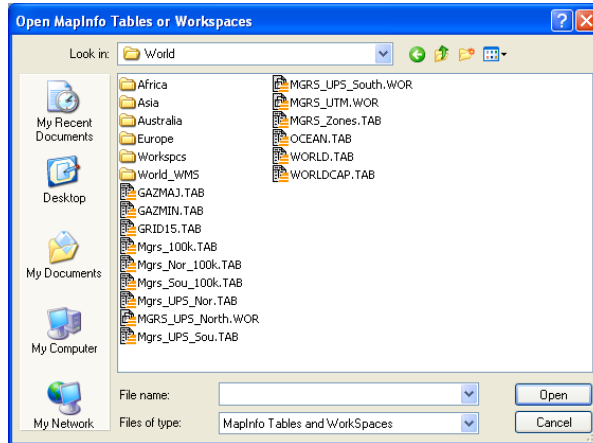 Open MapInfo Tables or Workspaces
Look in: World
My Recent
Documents
Desktop
My Documents
My Computer
My Network
Africa
Asia
Australia
Europe
Workspcs
World_WMS
GAZMAJ.TAB
GAZMIN.TAB
GRID15.TAB
Mgrs_100k.TAB
Mgrs_Nor_100k.TAB
Mgrs_Sou_100k.TAB
Mgrs_UPS_Nor.TAB
MGRS_UPS_North.WOR
Mgrs_UPS_Sou.TAB
MGRS_UPS_South.WOR
MGRS_UTM.WOR
MGRS_Zones.TAB
OCEAN.TAB
WORLD.TAB
WORLDCAP.TAB
File name:
Open
Files of type: MapInfo Tables and WorkSpaces
Cancel